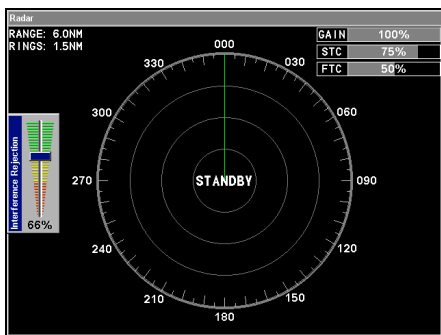 Radar
RANGE: 6.0NM
RINGS: 1.5NM
GAIN 100%
STC 75%
FTC 50%
000
330
030
300
060
Interference Rejection
270
STANDBY
090
66%
240
120
210
150
180